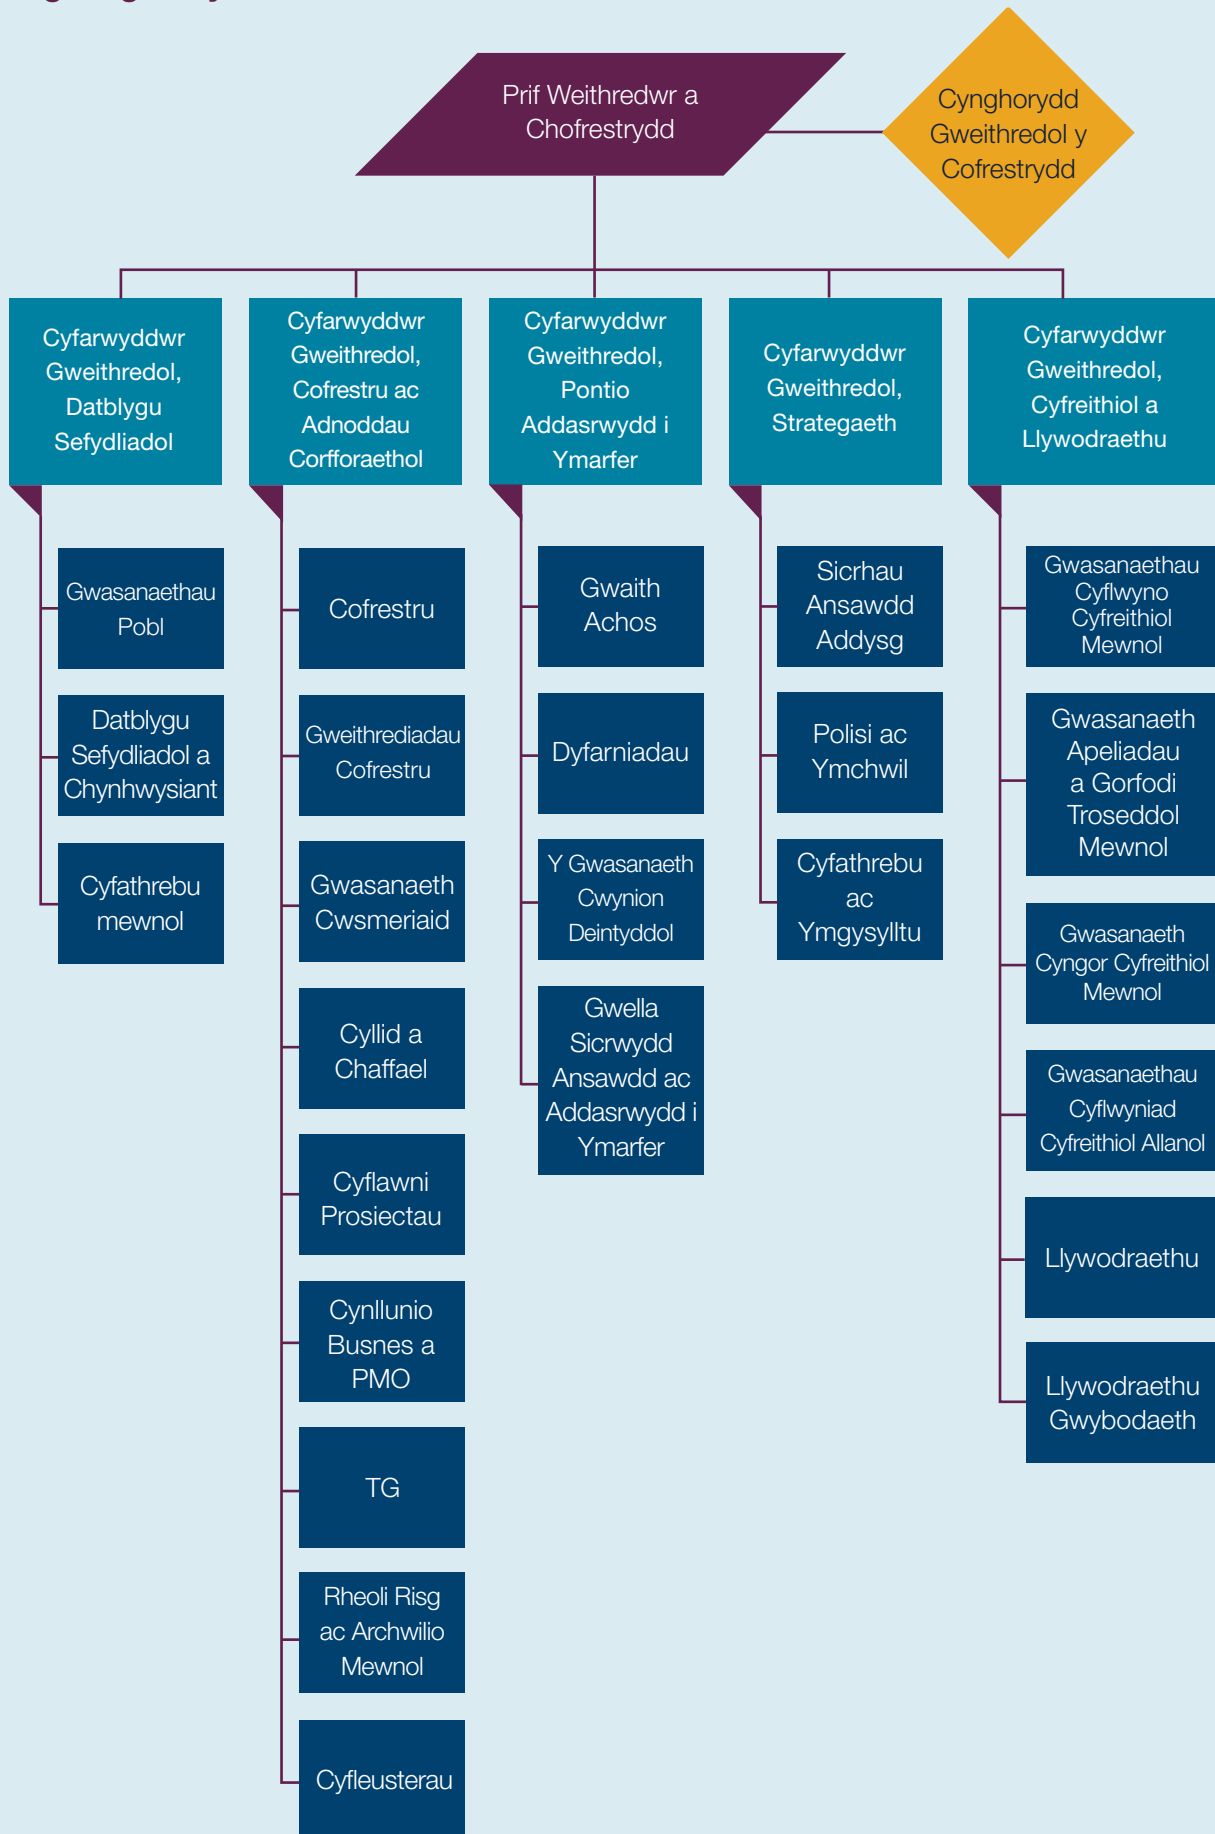 Prif Weithredwr a
Chofrestrydd
Cynghorydd
Gweithredol y
Cofrestrydd
Cyfarwyddwr
Gweithredol,
Datblygu
Sefydliadol
Gwasanaethau
Pobl
Datblygu
Sefydliadol a
Chynhwysiant
Cyfathrebu
mewnol
Cyfarwyddwr
Gweithredol,
Cofrestru ac
Adnoddau
Corfforaethol
Cofrestru
Gweithrediadau
Cofrestru
Gwasanaeth
Cwsmeriaid
Cyllid a
Chaffael
Cyflawni
Prosiectau
Cynllunio
Busnes a
PMO
TG
Rheoli Risg
ac Archwilio
Mewnol
Cyfleusterau
Cyfarwyddwr
Gweithredol,
Pontio
Addasrwydd i
Ymarfer
Gwaith
Achos
Dyfarniadau
Y Gwasanaeth
Cwynion
Deintyddol
Gwella
Sicrwydd
Ansawdd ac
Addasrwydd i
Ymarfer
Cyfarwyddwr
Gweithredol,
Strategaeth
Sicrhau
Ansawdd
Addysg
Polisi ac
Ymchwil
Cyfathrebu
ac
Ymgysylltu
Cyfarwyddwr
Gweithredol,
Cyfreithiol a
Llywodraethu
Gwasanaethau
Cyflwyno
Cyfreithiol
Mewnol
Gwasanaeth
Apeliadau
a Gorfodi
Troseddol
Mewnol
Gwasanaeth
Cyngor Cyfreithiol
Mewnol
Gwasanaethau
Cyflwyniad
Cyfreithiol Allanol
Llywodraethu
Llywodraethu
Gwybodaeth